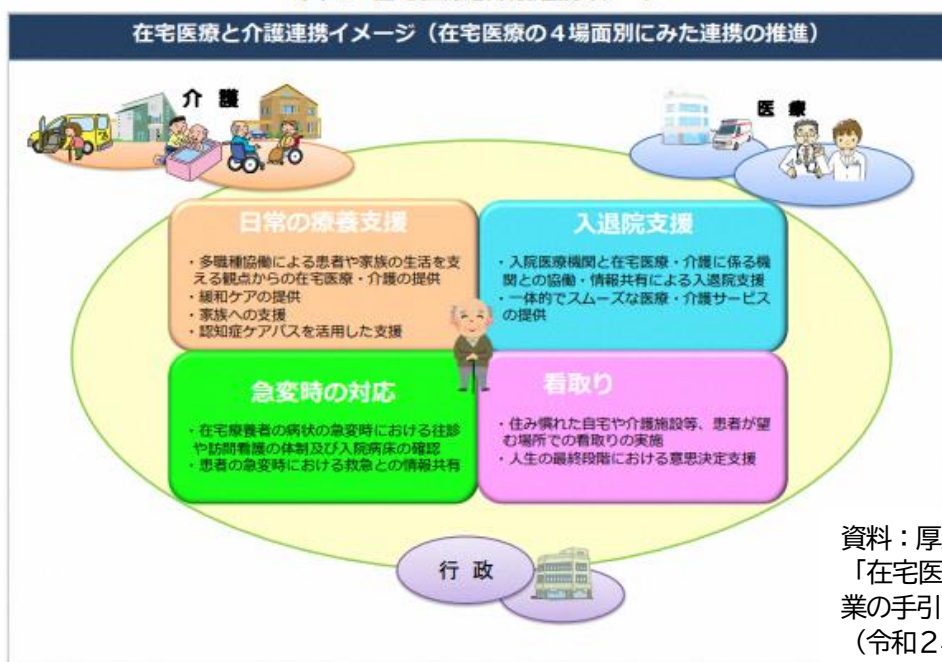 在宅医療と介護連携イメージ（在宅医療の４場面別にみた連携の推進）
介 護
医 療
日常の療養支援
・多職種協働による患者や家族の生活を支
える観点からの在宅医療・介護の提供
・緩和ケアの提供
・家族への支援
・認知症ケアパスを活用した支援
入退院支援
・入院医療機関と在宅医療・介護に係る機
関との協働・情報共有による入退院支援
・一体的でスムーズな医療・介護サービス
の提供
急変時の対応
・在宅療養者の病状の急変時における往診
や訪問看護の体制及び入院病床の確認
・患者の急変時における救急との情報共有
看取り
・住み慣れた自宅や介護施設等、患者が望
む場所での看取りの実施
・人生の最終段階における意思決定支援
行 政
資料：厚
「在宅医
業の手引
（令和２